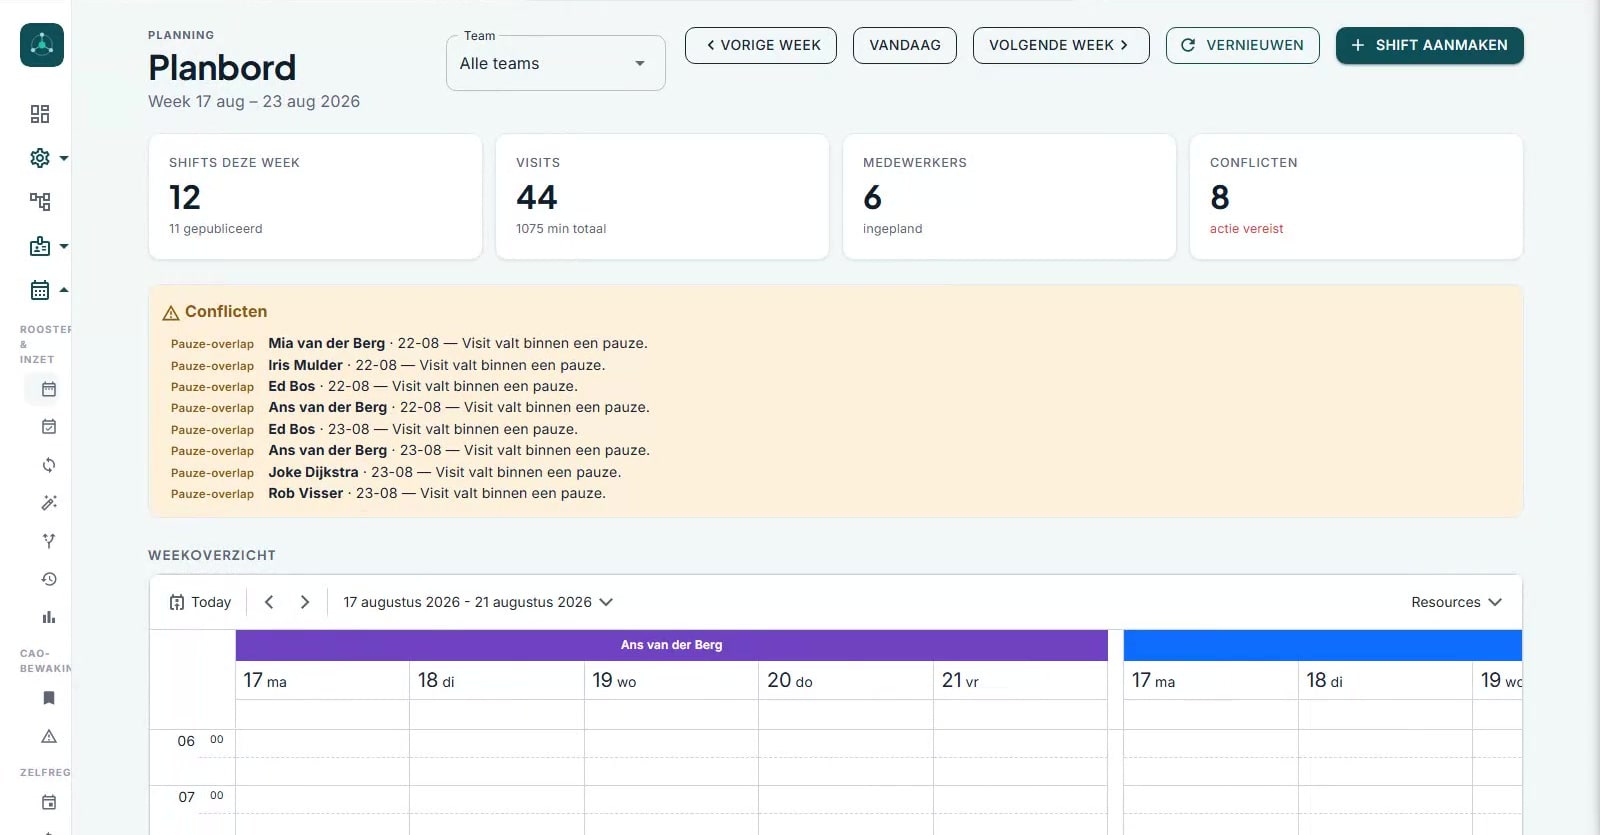 PLANNING
Planbord
Week 17 aug – 23 aug 2026
Team
Alle teams
VORIGE WEEK
VANDAAG
VOLGENDE WEEK
VERNIEUWEN
SHIFT AANMAKEN
SHIFTS DEZE WEEK
12
11 gepubliceerd
VISITS
44
1075 min totaal
MEDEWERKERS
6
ingepland
CONFLICTEN
8
actie vereist
Conflicten
Pauze-overlap Mia van der Berg · 22-08 — Visit valt binnen een pauze.
Pauze-overlap Iris Mulder · 22-08 — Visit valt binnen een pauze.
Pauze-overlap Ed Bos · 22-08 — Visit valt binnen een pauze.
Pauze-overlap Ans van der Berg · 22-08 — Visit valt binnen een pauze.
Pauze-overlap Ed Bos · 23-08 — Visit valt binnen een pauze.
Pauze-overlap Ans van der Berg · 23-08 — Visit valt binnen een pauze.
Pauze-overlap Joke Dijkstra · 23-08 — Visit valt binnen een pauze.
Pauze-overlap Rob Visser · 23-08 — Visit valt binnen een pauze.
ROOSTER
&
INZET
CAO-
BEWAKIN
ZELFREG
WEEKOVERZICHT
Today
17 augustus 2026 - 21 augustus 2026
Resources
Ans van der Berg
17 ma
18 di
19 wo
20 do
21 vr
17 ma
18 di
19 wo
06 00
07 00